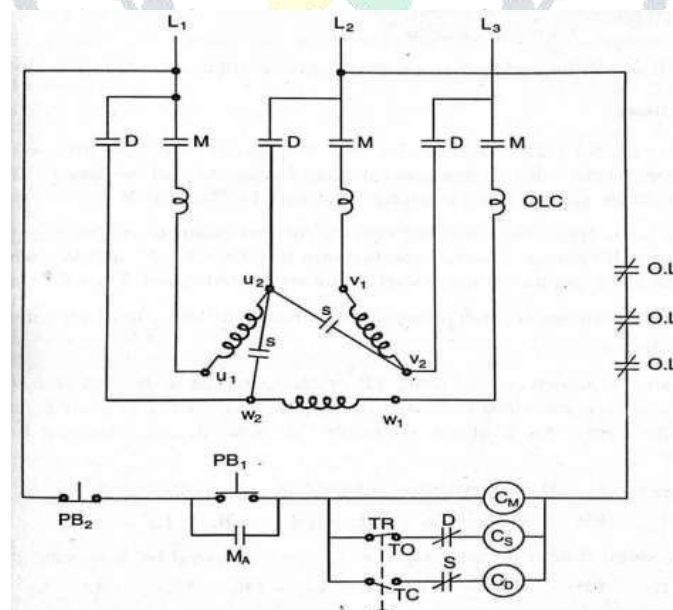 L1 L2 L3
D M D M D M
OLC
O.L
u2 v1
O.L
S S
v2 O.L
u1
w2 w1
PB1
CM
PB2 TR D
TO CS
MA S
TC CD